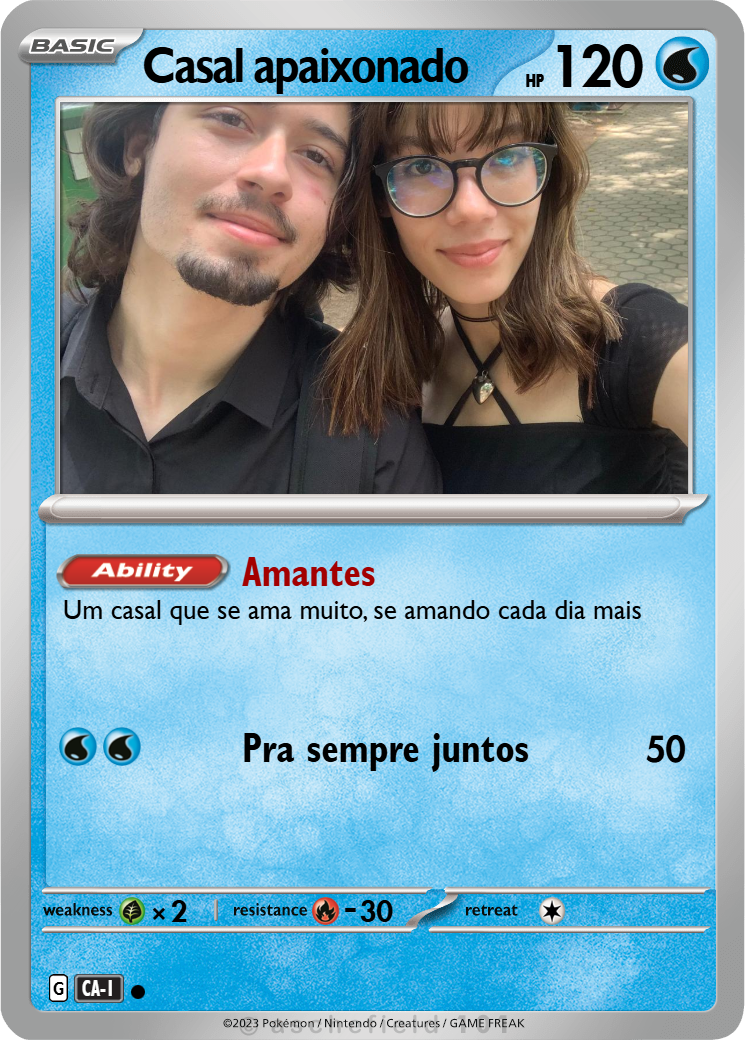 BASIC
Casal apaixonado
HP 120
Ability Amantes
Um casal que se ama muito, se amando cada dia mais
Pra sempre juntos 50
weakness ×2 resistance -30 retreat
G CA-I
©2023 Pokémon / Nintendo / Creatures / GAME FREAK